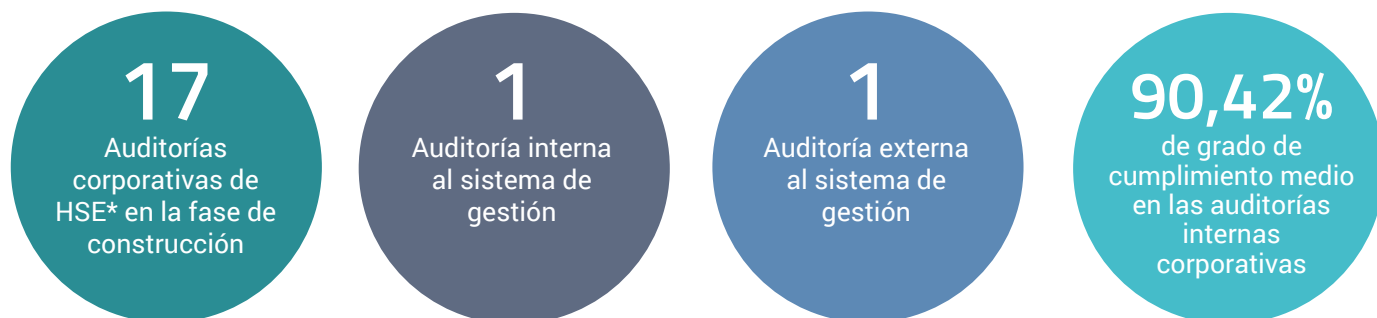 17
Auditorías
corporativas de
HSE* en la fase de
construcción
1
Auditoría interna
al sistema de
gestión
1
Auditoría externa
al sistema de
gestión
90,42%
de grado de
cumplimiento medio
en las auditorías
internas
corporativas